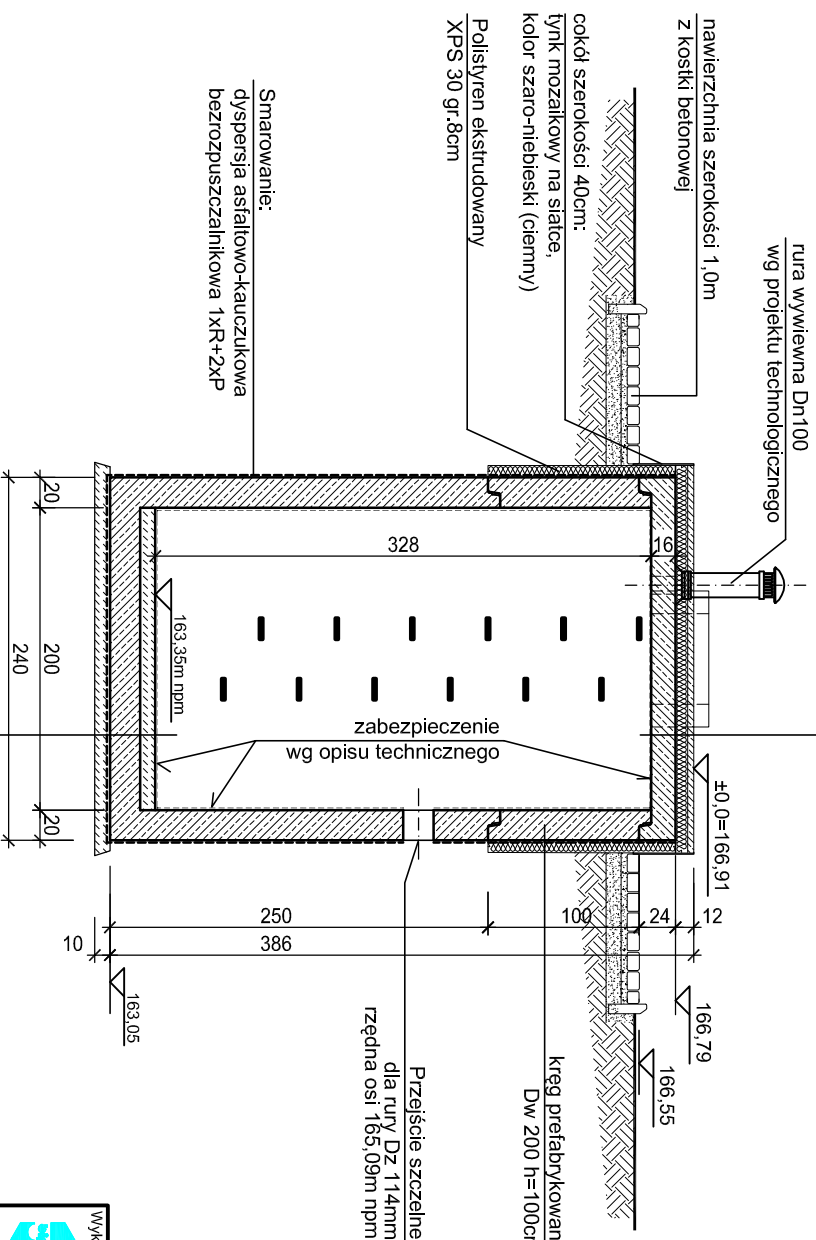 rura wywiewna Dn100
wg projektu technologicznego
nawierzchnia szerokości 1,0m
z kostki betonowej
cokół szerokości 40cm:
tynk mozaikowy na siatce,
kolor szaro-niebieski (ciemny)
Polistyren ekstrudowany
XPS 30 gr.8cm
Smarowanie:
dyspersja asfaltowo-kauczukowa
bezrozpuszczalnikowa 1xR+2xP
328
16
163,35m npm
zabezpieczenie
wg opisu technicznego
20
200
20
240
±0,0=166,91
12
24
100
250
386
10
163,05
166,79
166,55
kręg prefabrykowan
Dw 200 h=100cm
Przejście szczelne
dla rury Dz 114mm
rzędna osi 165,09m npm
Wyk